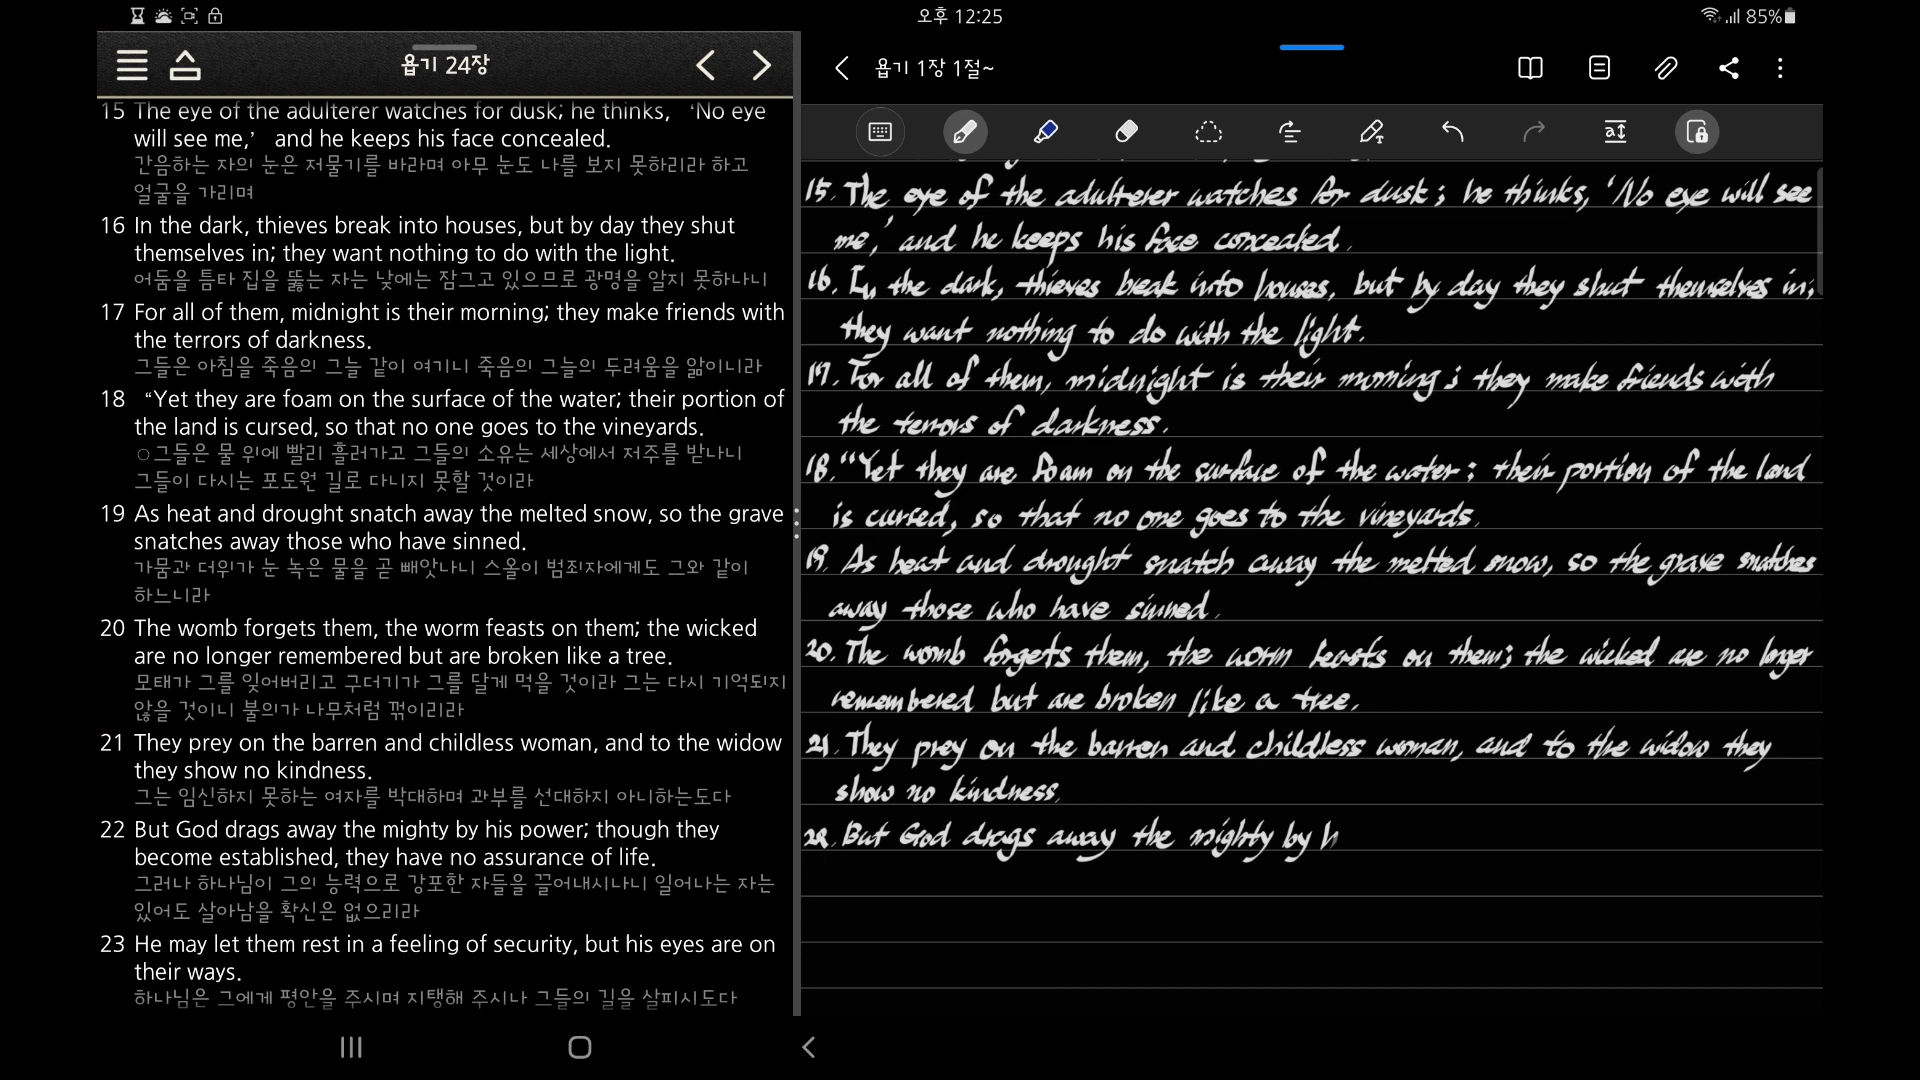 오후 12:25
85%
욥기 24장
15 The eye of the adulterer watches for dusk; he thinks, ‘No eye
will see me,’ and he keeps his face concealed.
간음하는 자의 눈은 저물기를 바라며 아무 눈도 나를 보지 못하리라 하고
얼굴을 가리며
16 In the dark, thieves break into houses, but by day they shut
themselves in; they want nothing to do with the light.
어둠을 틈타 집을 뚫는 자는 낮에는 잠그고 있으므로 광명을 알지 못하나니
17 For all of them, midnight is their morning; they make friends with
the terrors of darkness.
그들은 아침을 죽음의 그늘 같이 여기니 죽음의 그늘의 두려움을 앎이니라
18 “Yet they are foam on the surface of the water; their portion of
the land is cursed, so that no one goes to the vineyards.
○그들은 물 위에 빨리 흘러가고 그들의 소유는 세상에서 저주를 받나니
그들이 다시는 포도원 길로 다니지 못할 것이라
19 As heat and drought snatch away the melted snow, so the grave
snatches away those who have sinned.
가뭄과 더위가 눈 녹은 물을 곧 빼앗나니 스올이 범죄자에게도 그와 같이
하느니라
20 The womb forgets them, the worm feasts on them; the wicked
are no longer remembered but are broken like a tree.
모태가 그를 잊어버리고 구더기가 그를 달게 먹을 것이라 그는 다시 기억되지
않을 것이니 불의가 나무처럼 꺾이리라
21 They prey on the barren and childless woman, and to the widow
they show no kindness.
그는 임신하지 못하는 여자를 박대하며 과부를 선대하지 아니하는도다
22 But God drags away the mighty by his power; though they
become established, they have no assurance of life.
그러나 하나님이 그의 능력으로 강포한 자들을 끌어내시나니 일어나는 자는
있어도 살아남을 확신은 없으리라
23 He may let them rest in a feeling of security, but his eyes are on
their ways.
하나님은 그에게 평안을 주시며 지탱해 주시나 그들의 길을 살피시도다
욥기 1장 1절~
15. The eye of the adulterer watches for dusk; he thinks, ‘No eye will see
me,’ and he keeps his face concealed.
16. In the dark, thieves break into houses, but by day they shut themselves in;
they want nothing to do with the light.
17. For all of them, midnight is their morning; they make friends with
the terrors of darkness.
18. “Yet they are foam on the surface of the water; their portion of the land
is cursed, so that no one goes to the vineyards.
19. As heat and drought snatch away the melted snow, so the grave snatches
away those who have sinned.
20. The womb forgets them, the worm feasts on them; the wicked are no longer
remembered but are broken like a tree.
21. They prey on the barren and childless woman, and to the widow they
show no kindness.
22. But God drags away the mighty by h